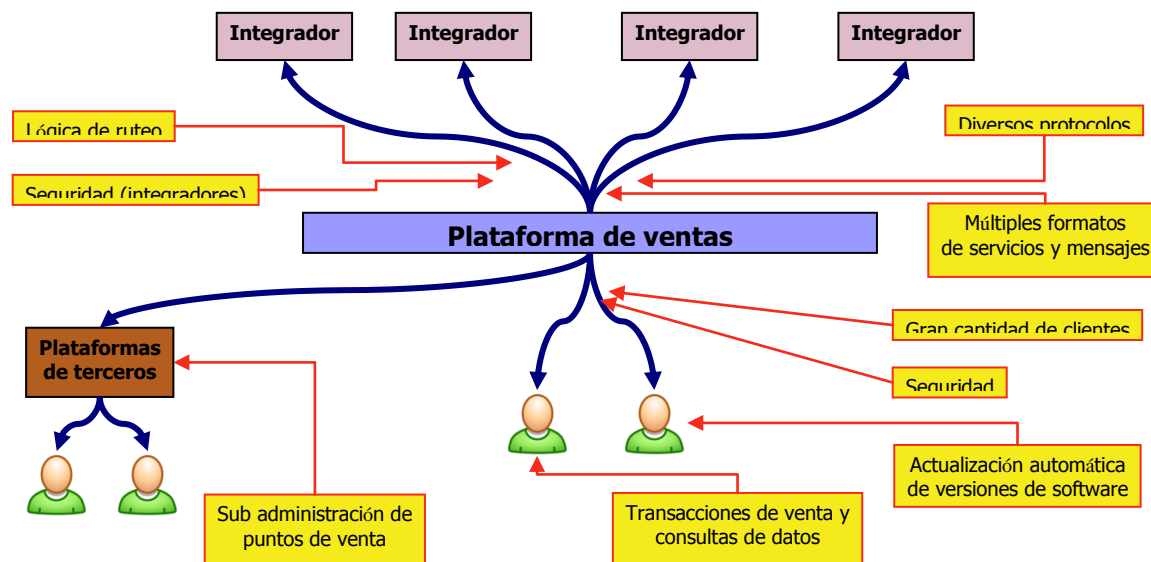 Integrador
Integrador
Integrador
Integrador
Lógica de ruteo
Diversos protocolos
Seguridad (integradores)
Múltiples formatos
de servicios y mensajes
Plataforma de ventas
Gran cantidad de clientes
Plataformas
de terceros
Seguridad
Actualización automática
de versiones de software
Sub administración de
puntos de venta
Transacciones de venta y
consultas de datos